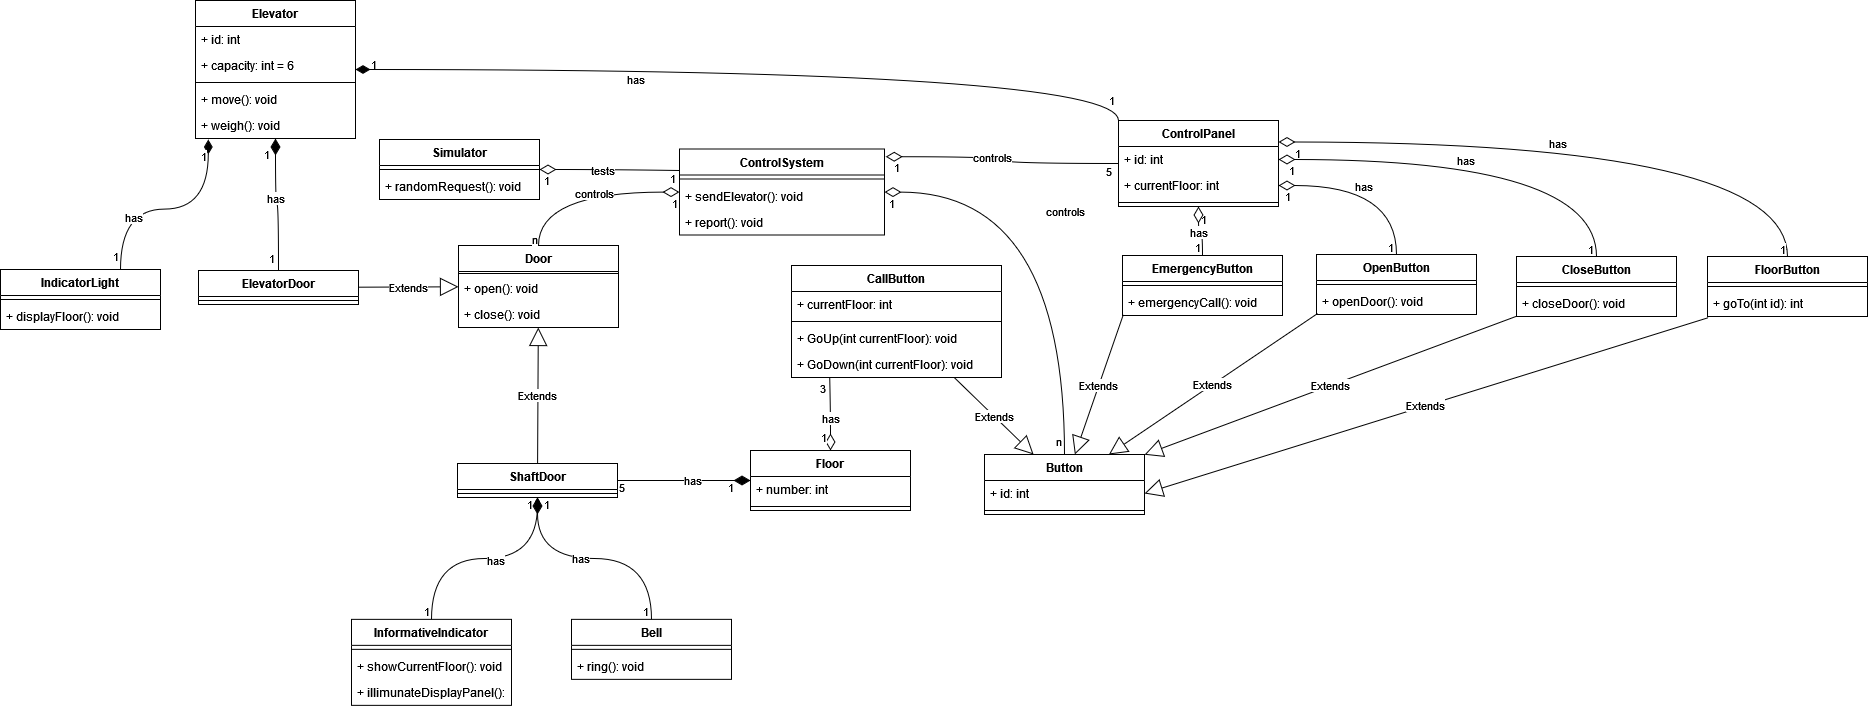 Elevator
+ id: int
+ capacity: int = 6
+ move(): void
+ weigh(): void
1
has
1
1
has
1
1
has
1
IndicatorLight
+ displayFloor(): void
ElevatorDoor
Extends
Simulator
+ randomRequest(): void
1
tests
1
ControlSystem
+ sendElevator(): void
+ report(): void
1
controls
n
1
controls
5
1
controls
n
Door
+ open(): void
+ close(): void
Extends
ControlPanel
+ id: int
+ currentFloor: int
1
has
1
1
has
1
1
has
1
1
has
1
EmergencyButton
+ emergencyCall(): void
OpenButton
+ openDoor(): void
CloseButton
+ closeDoor(): void
FloorButton
+ goTo(int id): int
Extends
Extends
Extends
Extends
CallButton
+ currentFloor: int
+ GoUp(int currentFloor): void
+ GoDown(int currentFloor): void
3
has
1
Extends
ShaftDoor
5
has
1
Floor
+ number: int
Button
+ id: int
1
1
has
has
1
1
InformativeIndicator
+ showCurrentFloor(): void
+ illimunateDisplayPanel():
Bell
+ ring(): void